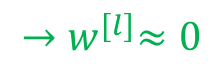 → w^[l] ≈ 0